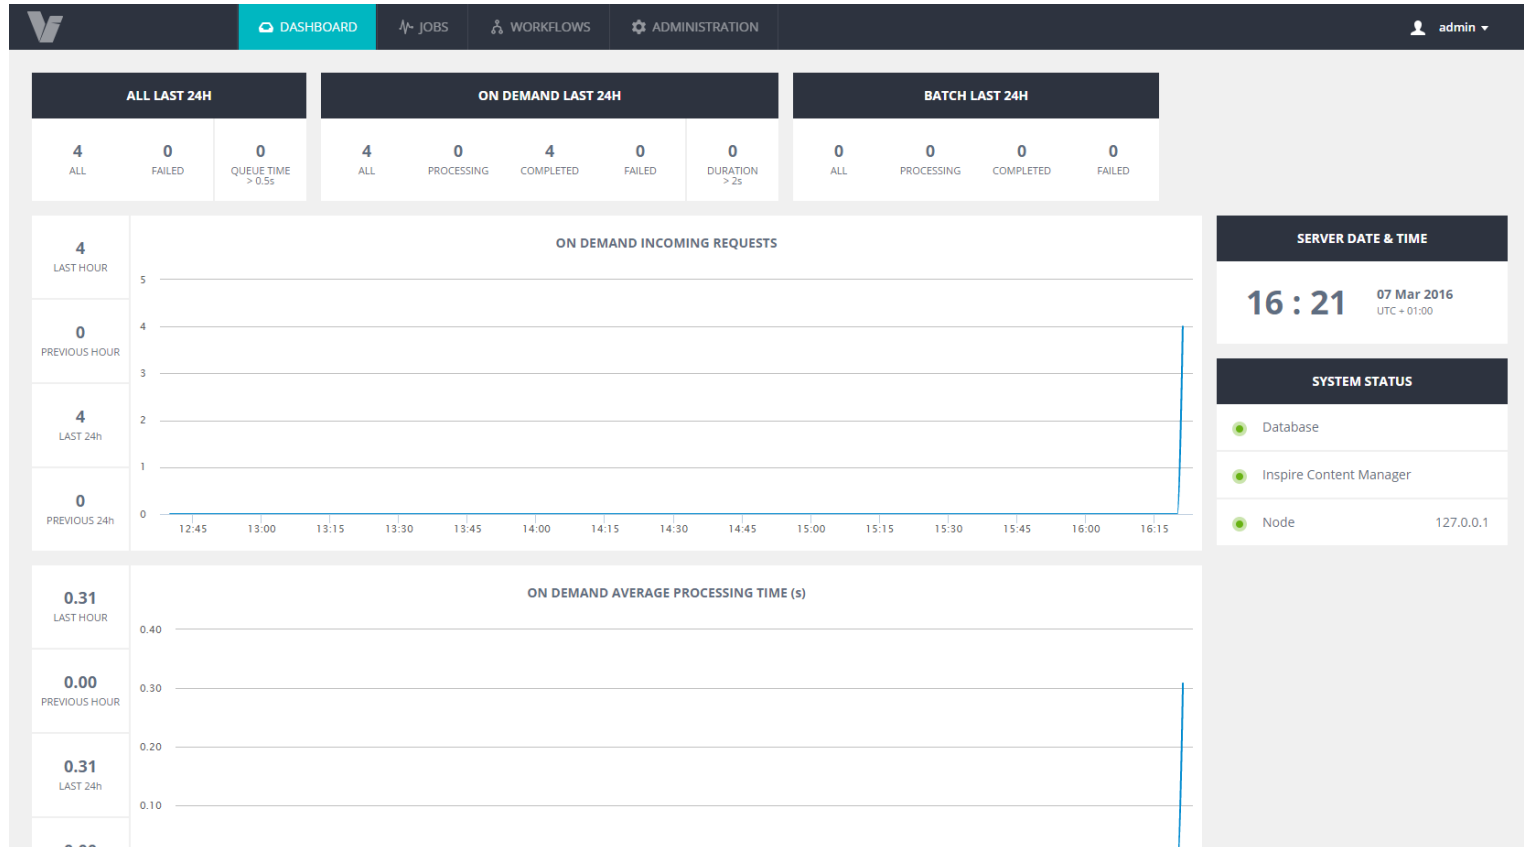 DASHBOARD JOBS WORKFLOWS ADMINISTRATION admin
ALL LAST 24H
4 0 0
ALL FAILED QUEUE TIME
> 0.5s
ON DEMAND LAST 24H
4 0 4 0 0
ALL PROCESSING COMPLETED FAILED DURATION
> 2s
BATCH LAST 24H
0 0 0 0
ALL PROCESSING COMPLETED FAILED
4
LAST HOUR
0
PREVIOUS HOUR
4
LAST 24h
0
PREVIOUS 24h
ON DEMAND INCOMING REQUESTS
5
4
3
2
1
0
12:45 13:00 13:15 13:30 13:45 14:00 14:15 14:30 14:45 15:00 15:15 15:30 15:45 16:00 16:15
SERVER DATE & TIME
16 : 21
07 Mar 2016
UTC + 01:00
SYSTEM STATUS
Database
Inspire Content Manager
Node 127.0.0.1
0.31
LAST HOUR
0.00
PREVIOUS HOUR
0.31
LAST 24h
ON DEMAND AVERAGE PROCESSING TIME (s)
0.40
0.30
0.20
0.10